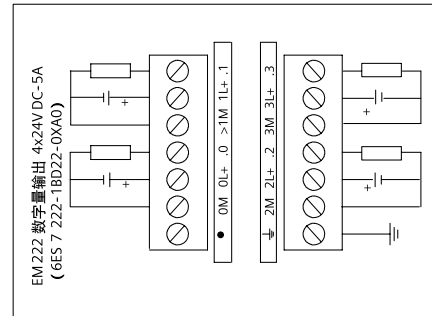 EM 222 数字量输出 4x24V DC-5A
(6ES 7 222-1BD22-0XA0)
+
+
● 0M 0L+ .0 >1M 1L+ .1
⏚ 2M 2L+ .2 3M 3L+ .3
+
+